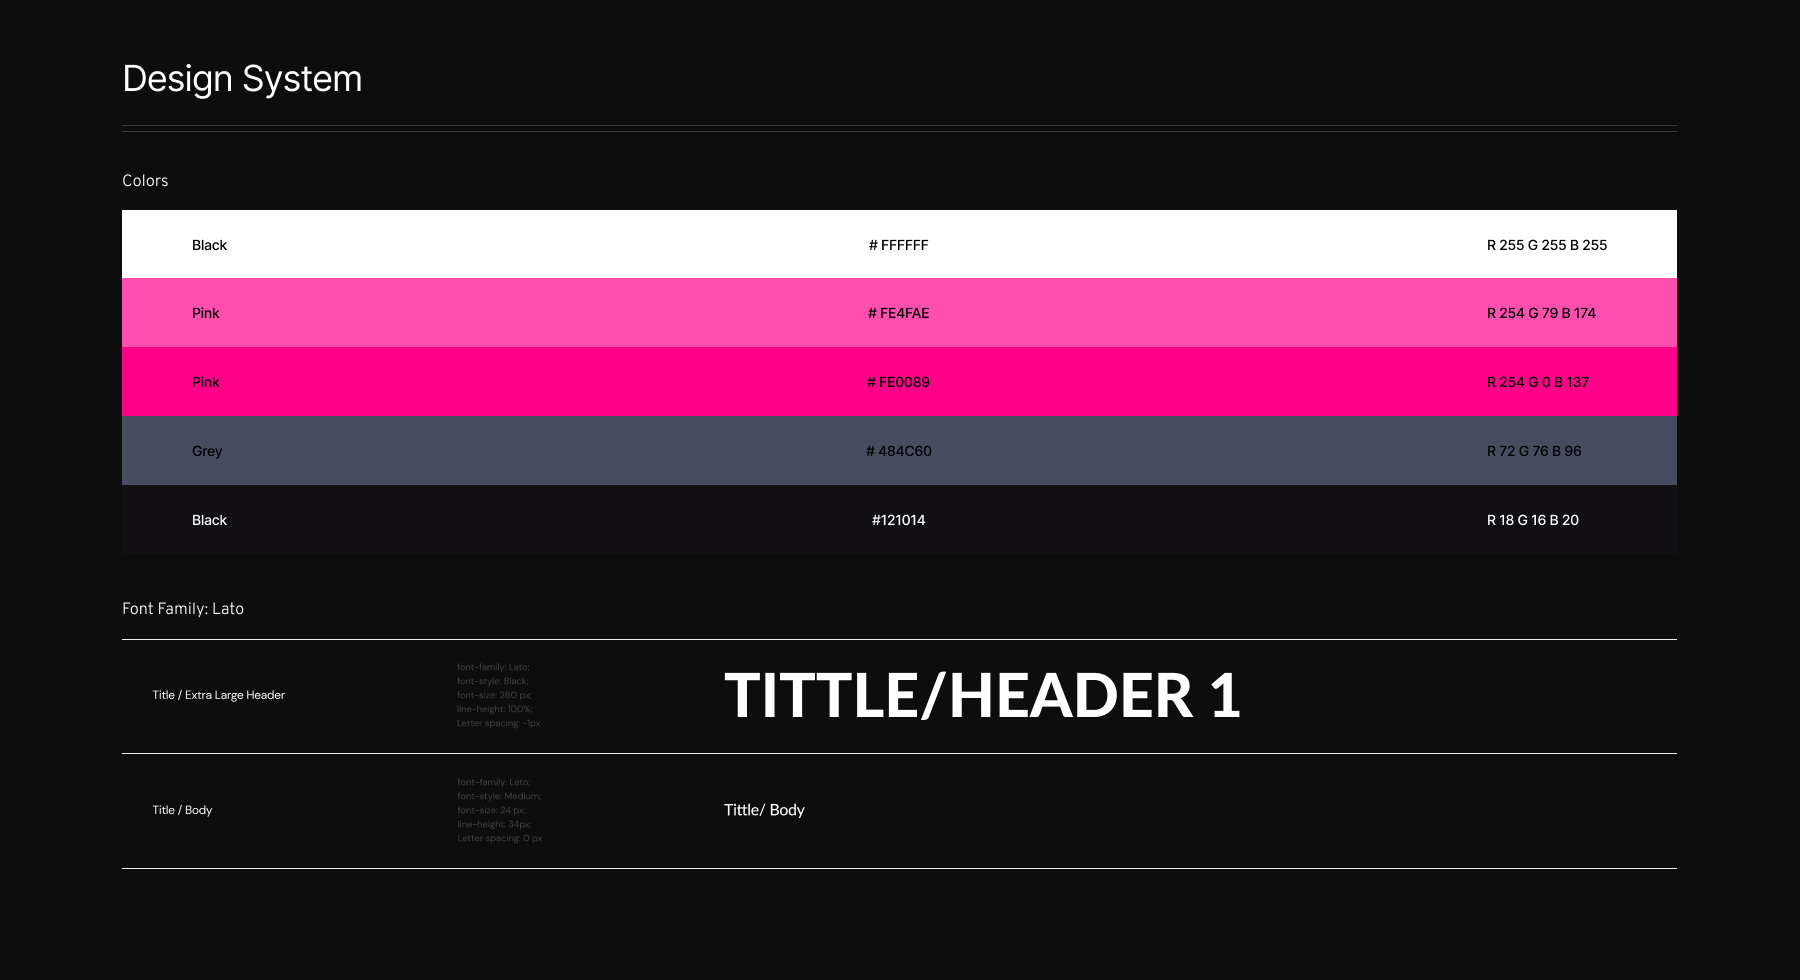 Design System
Colors
Black # FFFFFF R 255 G 255 B 255
Pink # FE4FAE R 254 G 79 B 174
Pink # FE0089 R 254 G 0 B 137
Grey # 484C60 R 72 G 76 B 96
Black #121014 R 18 G 16 B 20
Font Family: Lato
Title / Extra Large Header
font-family: Lato;
font-style: Black;
font-size: 260 px;
line-height: 100%;
Letter spacing: -1px
TITTLE/HEADER 1
Title / Body
font-family: Lato;
font-style: Medium;
font-size: 24 px;
line-height: 34px;
Letter spacing: 0 px
Tittle/ Body